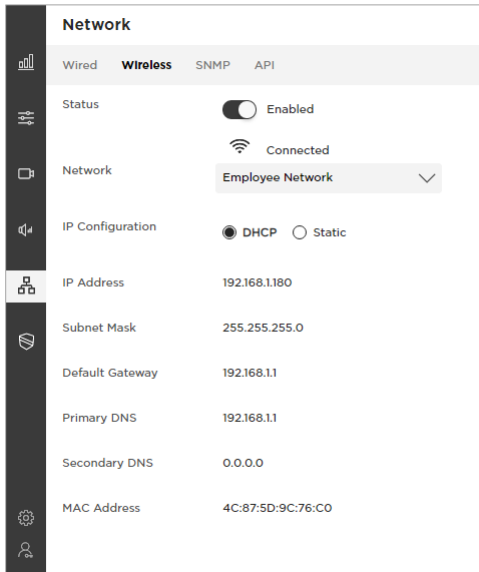 Network
Wired Wireless SNMP API
Status Enabled
Connected
Network Employee Network
IP Configuration DHCP Static
IP Address 192.168.1.180
Subnet Mask 255.255.255.0
Default Gateway 192.168.1.1
Primary DNS 192.168.1.1
Secondary DNS 0.0.0.0
MAC Address 4C:87:5D:9C:76:C0